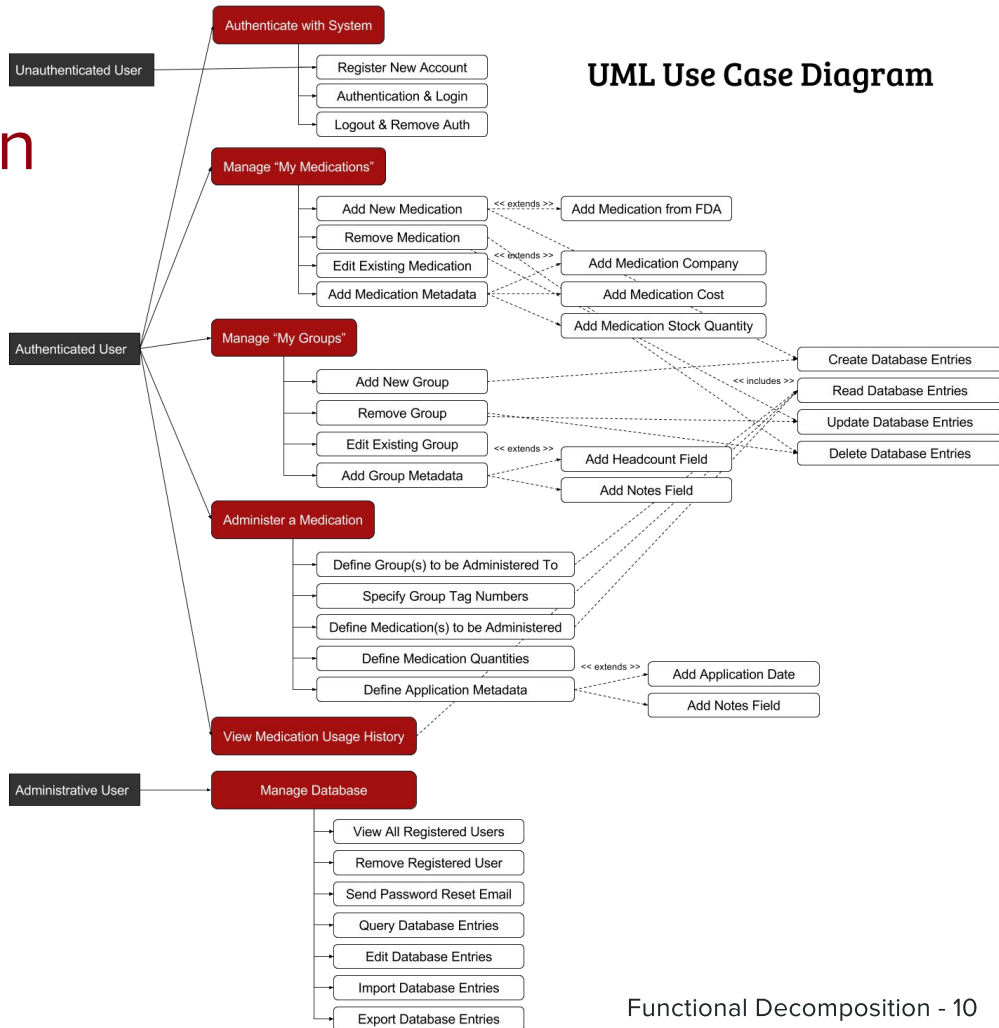 Authenticate with System
Unauthenticated User
Register New Account
UML Use Case Diagram
Authentication & Login
Logout & Remove Auth
n
Manage “My Medications”
Add New Medication
<< extends >>
Add Medication from FDA
Remove Medication
Edit Existing Medication
<< extends >>
Add Medication Company
Add Medication Metadata
Add Medication Cost
Add Medication Stock Quantity
Authenticated User
Manage “My Groups”
Create Database Entries
Add New Group
<< includes >>
Read Database Entries
Remove Group
Update Database Entries
Edit Existing Group
<< extends >>
Delete Database Entries
Add Headcount Field
Add Group Metadata
Add Notes Field
Administer a Medication
Define Group(s) to be Administered To
Specify Group Tag Numbers
Define Medication(s) to be Administered
Define Medication Quantities
<< extends >>
Add Application Date
Define Application Metadata
Add Notes Field
View Medication Usage History
Administrative User
Manage Database
View All Registered Users
Remove Registered User
Send Password Reset Email
Query Database Entries
Edit Database Entries
Import Database Entries
Export Database Entries
Functional Decomposition - 10